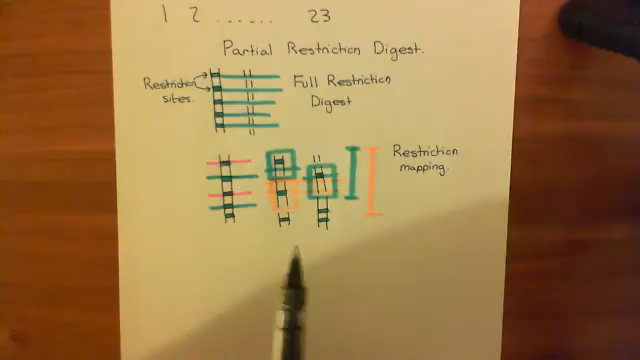 1 2 ....... 23
Partial Restriction Digest.
Restriction
sites.
Full Restriction
Digest
Restriction
mapping.